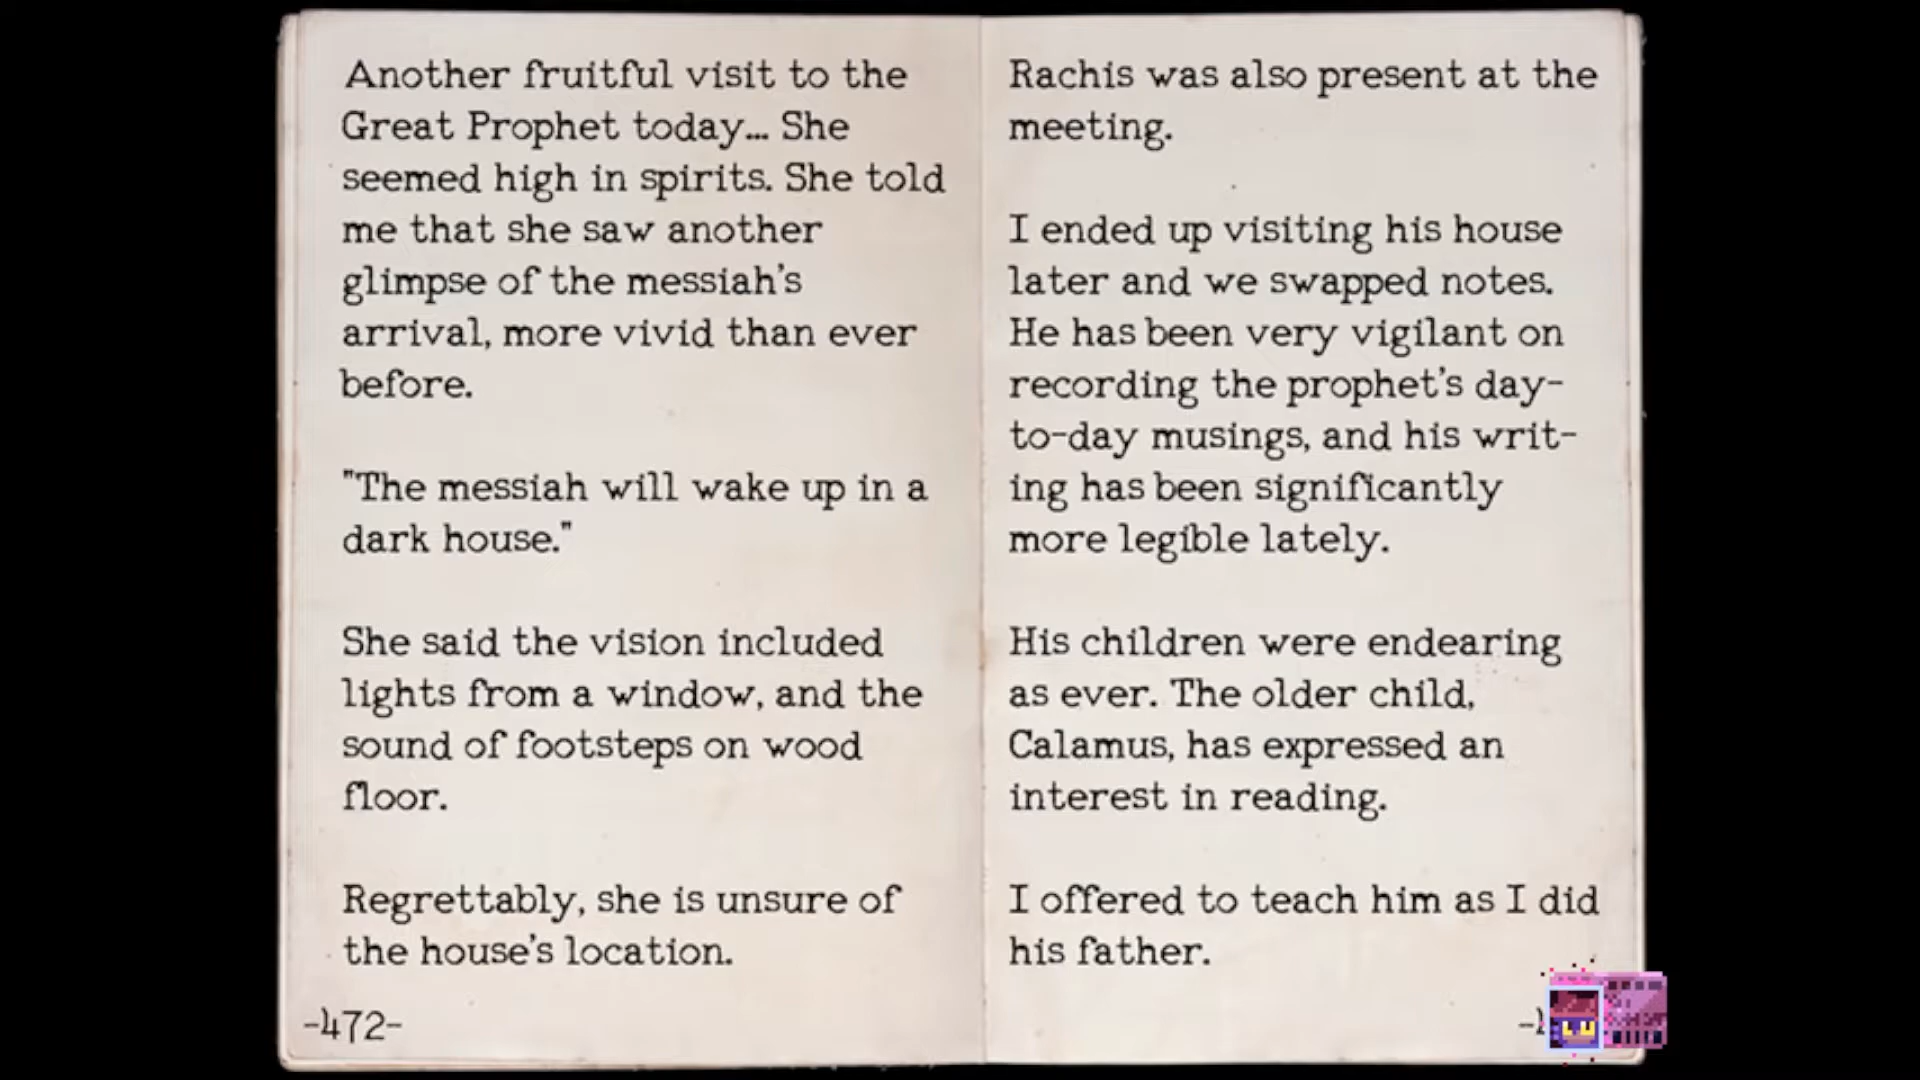 Another fruitful visit to the
Great Prophet today... She
seemed high in spirits. She told
me that she saw another
glimpse of the messiah's
arrival, more vivid than ever
before.
"The messiah will wake up in a
dark house."
She said the vision included
lights from a window, and the
sound of footsteps on wood
floor.
Regrettably, she is unsure of
the house's location.
-472-
Rachis was also present at the
meeting.
I ended up visiting his house
later and we swapped notes.
He has been very vigilant on
recording the prophet's day-
to-day musings, and his writ-
ing has been significantly
more legible lately.
His children were endearing
as ever. The older child,
Calamus, has expressed an
interest in reading.
I offered to teach him as I did
his father.